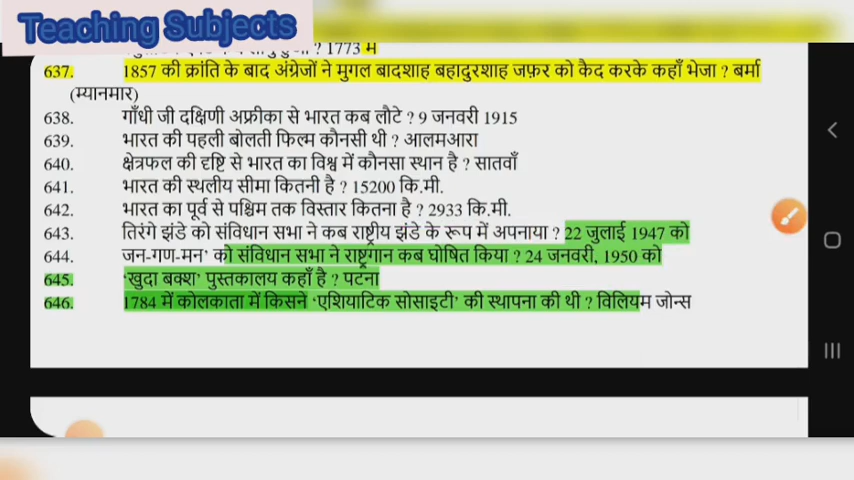 Teaching Subjects
? 1773 में
637. 1857 की क्रांति के बाद अंग्रेजों ने मुगल बादशाह बहादुरशाह जफ़र को कैद करके कहाँ भेजा ? बर्मा
(म्यानमार)
638. गाँधी जी दक्षिणी अफ्रीका से भारत कब लौटे ? 9 जनवरी 1915
639. भारत की पहली बोलती फिल्म कौनसी थी ? आलमआरा
640. क्षेत्रफल की दृष्टि से भारत का विश्व में कौनसा स्थान है ? सातवाँ
641. भारत की स्थलीय सीमा कितनी है ? 15200 कि.मी.
642. भारत का पूर्व से पश्चिम तक विस्तार कितना है ? 2933 कि.मी.
643. तिरंगे झंडे को संविधान सभा ने कब राष्ट्रीय झंडे के रूप में अपनाया ? 22 जुलाई 1947 को
644. जन-गण-मन' को संविधान सभा ने राष्ट्रगान कब घोषित किया ? 24 जनवरी, 1950 को
645. 'खुदा बक्श' पुस्तकालय कहाँ है ? पटना
646. 1784 में कोलकाता में किसने 'एशियाटिक सोसाइटी' की स्थापना की थी ? विलियम जोन्स